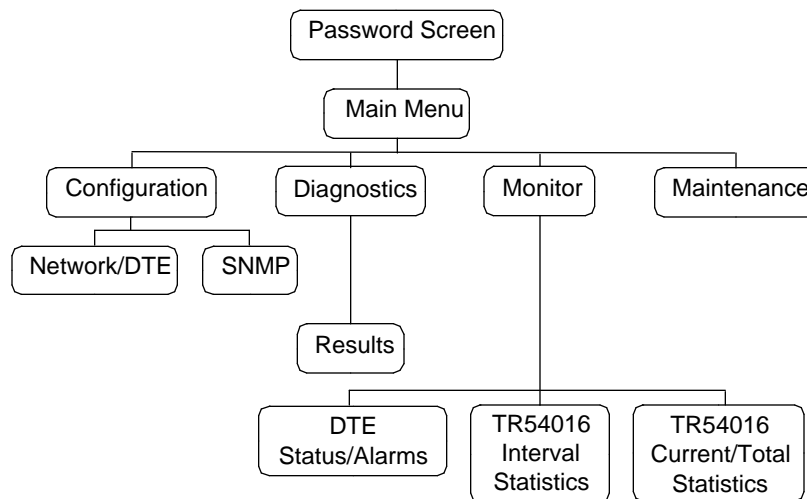 Password Screen
Main Menu
Configuration
Diagnostics
Monitor
Maintenance
Network/DTE
SNMP
Results
DTE
Status/Alarms
TR54016
Interval
Statistics
TR54016
Current/Total
Statistics